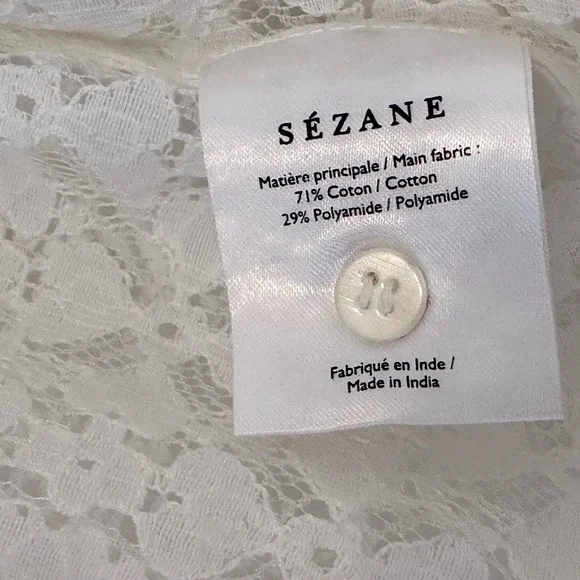 SÉZANE
Matière principale / Main fabric :
71% Coton / Cotton
29% Polyamide / Polyamide
Fabriqué en Inde /
Made in India